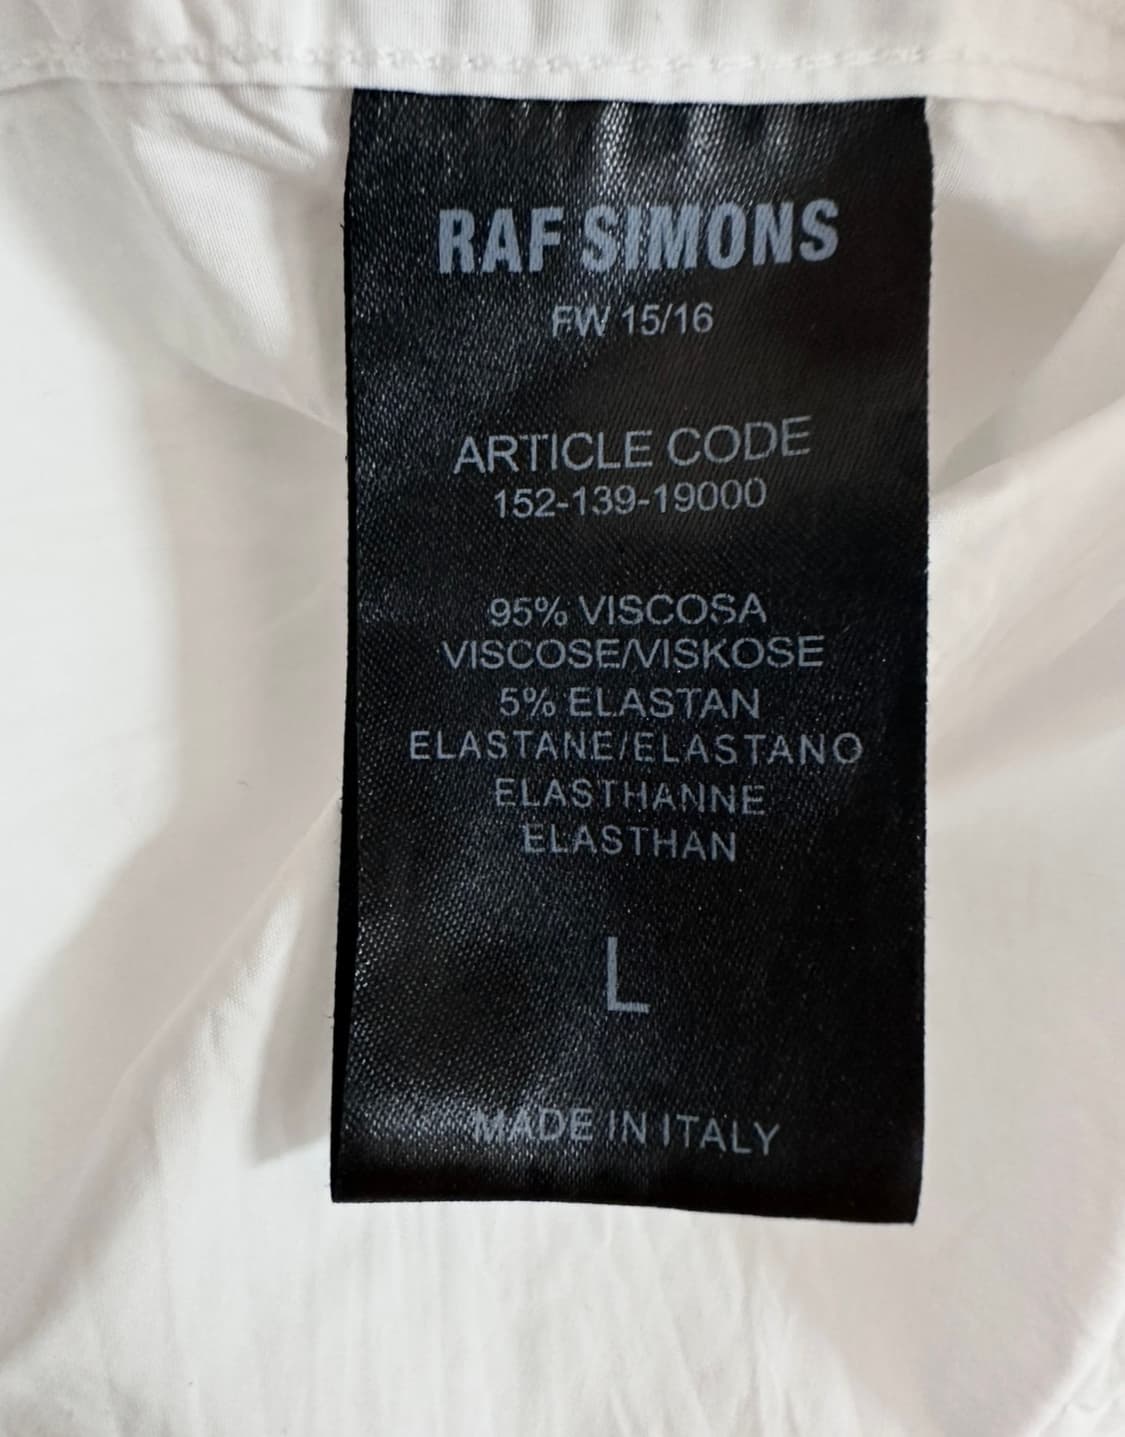 RAF SIMONS
FW 15/16
ARTICLE CODE
152-139-19000
95% VISCOSA
VISCOSE/VISKOSE
5% ELASTAN
ELASTANE/ELASTANO
ELASTHANNE
ELASTHAN
L
MADE IN ITALY